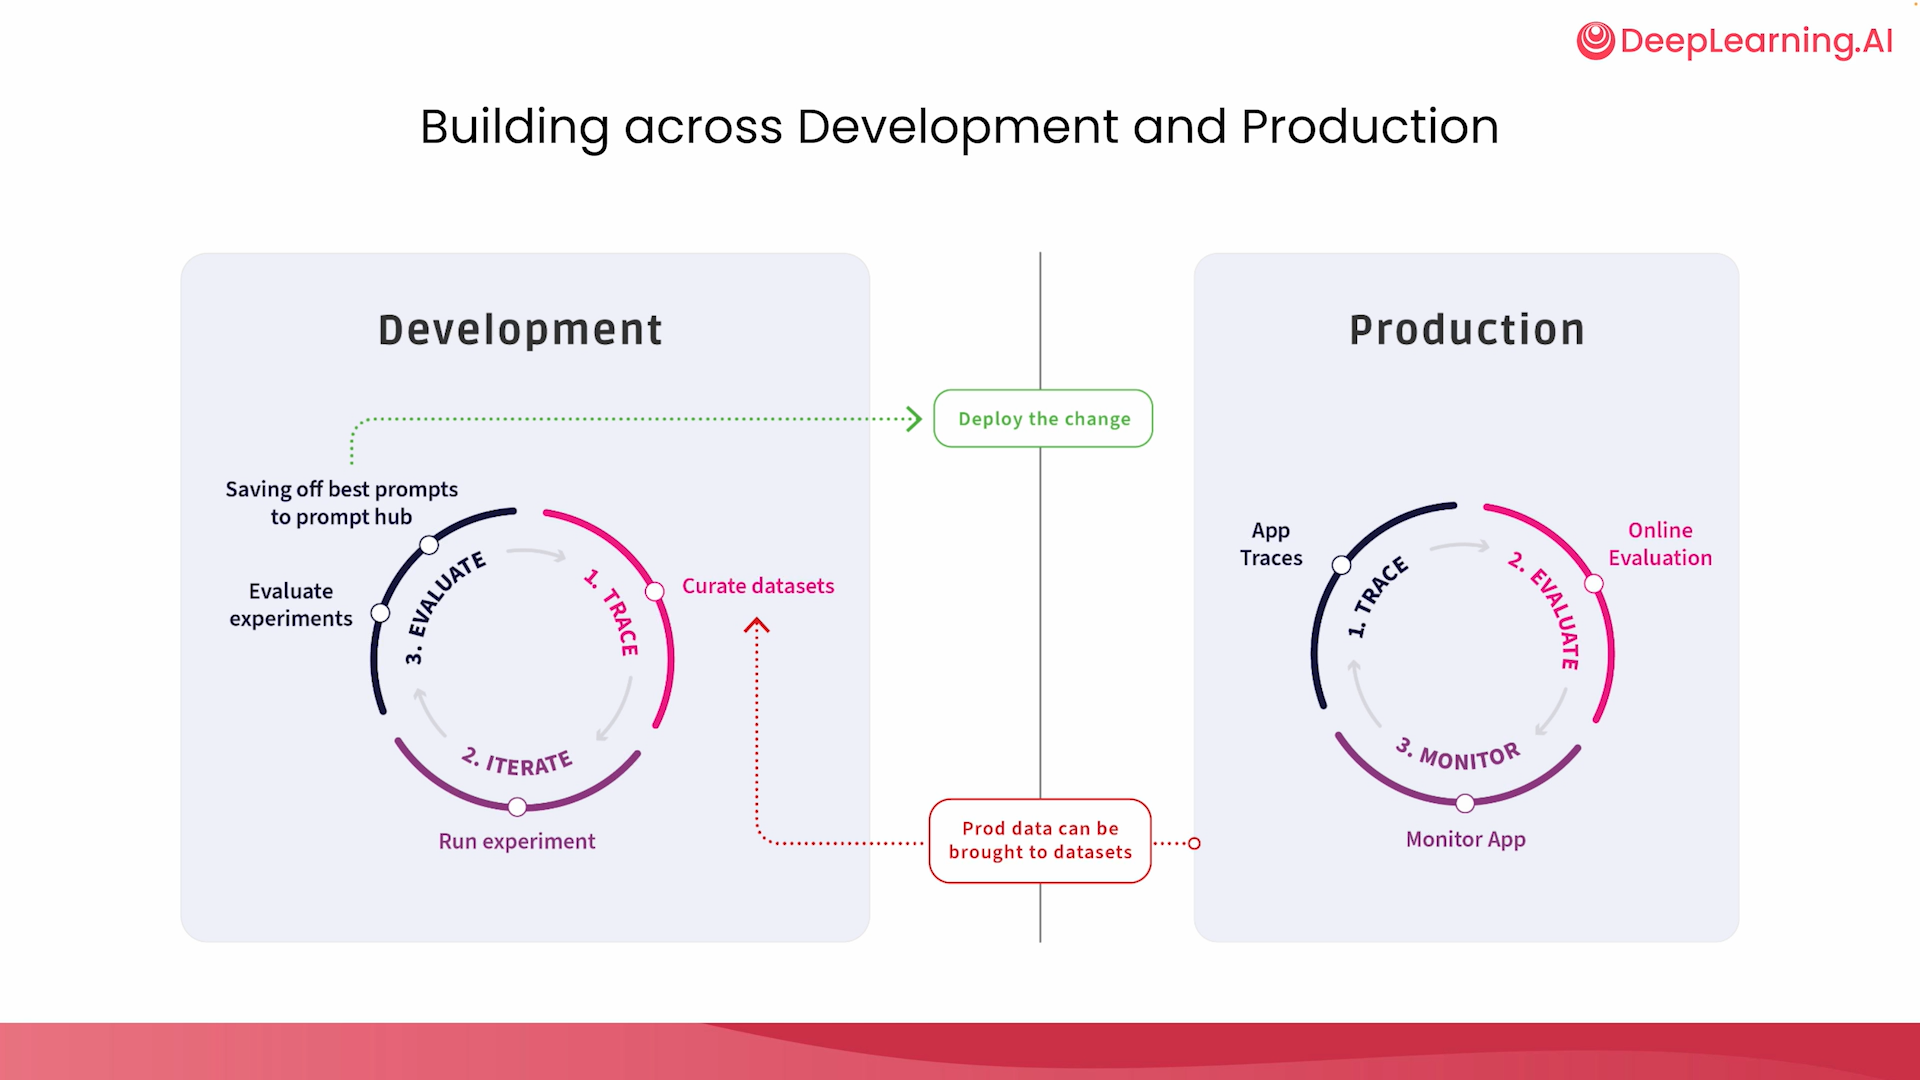 DeepLearning.AI
Building across Development and Production
Development
Saving off best prompts
to prompt hub
Evaluate
experiments
3. EVALUATE
1. TRACE
Curate datasets
2. ITERATE
Run experiment
Deploy the change
Prod data can be
brought to datasets
Production
App
Traces
1. TRACE
2. EVALUATE
Online
Evaluation
3. MONITOR
Monitor App